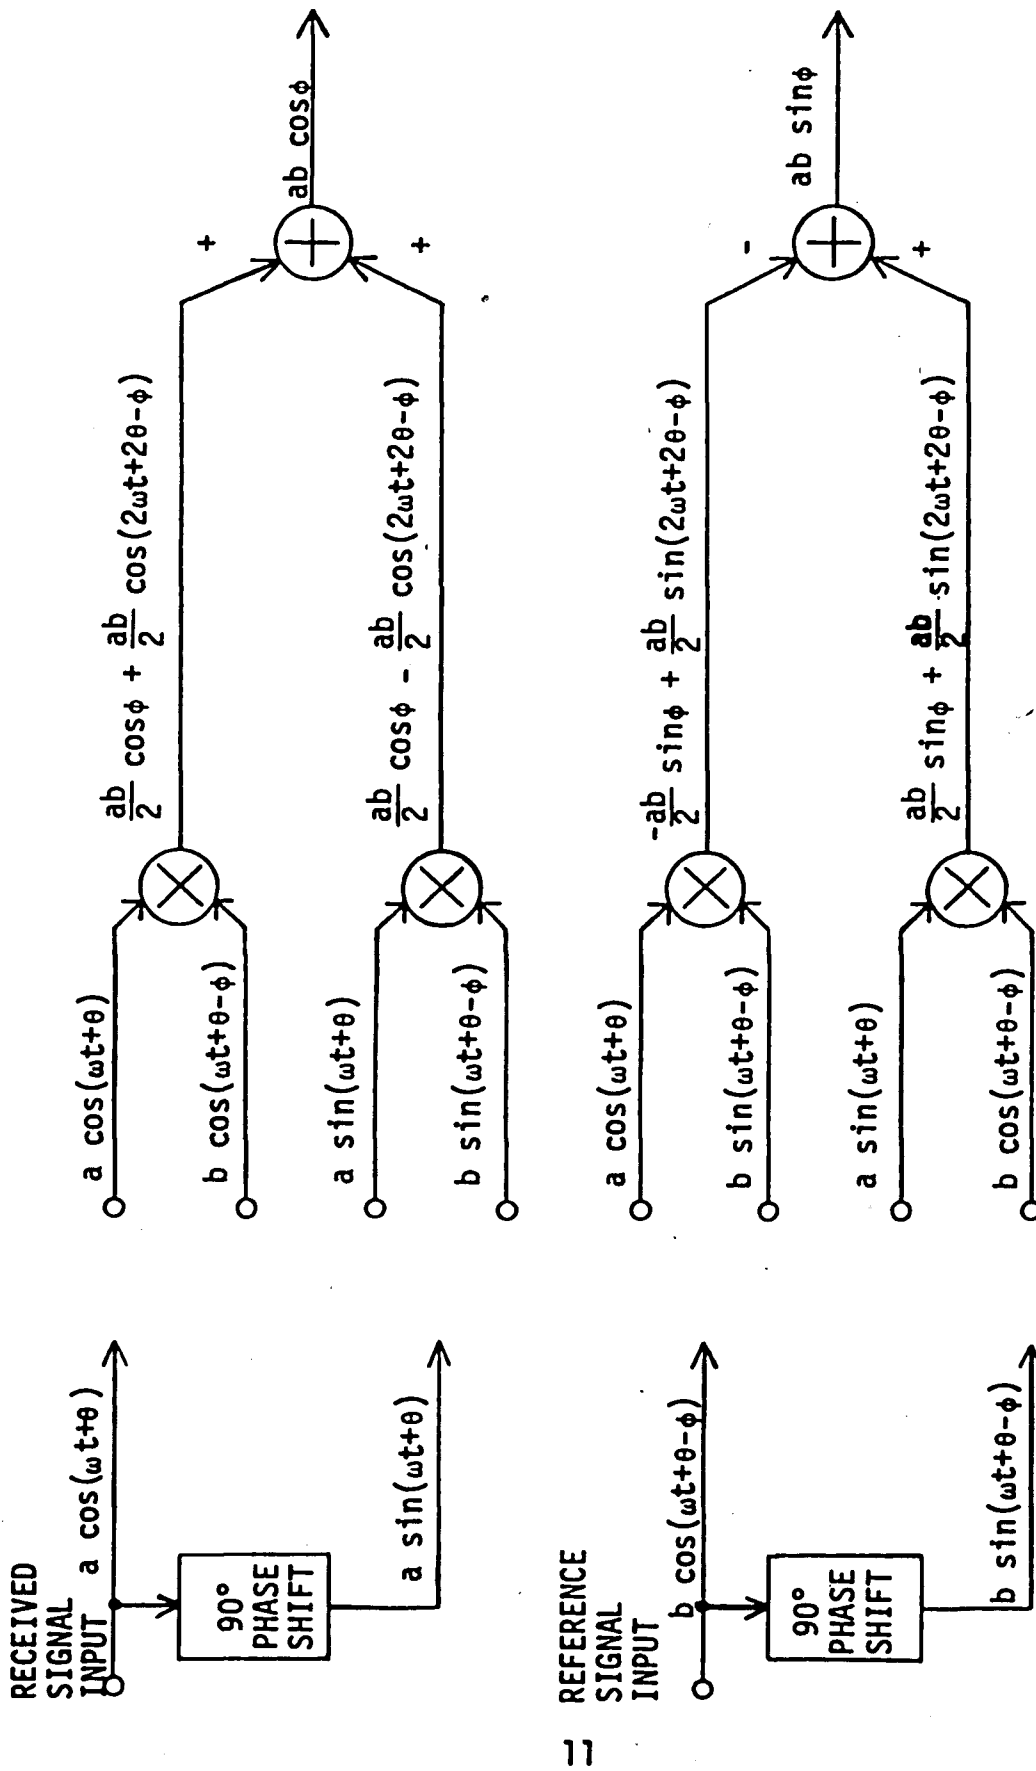 RECEIVED
SIGNAL
INPUT
a cos(ωt+θ)
90°
PHASE
SHIFT
a sin(ωt+θ)
REFERENCE
SIGNAL
INPUT
b cos(ωt+θ-ϕ)
90°
PHASE
SHIFT
b sin(ωt+θ-ϕ)
a cos(ωt+θ)
b cos(ωt+θ-ϕ)
ab/2 cosϕ + ab/2 cos(2ωt+2θ-ϕ)
a sin(ωt+θ)
b sin(ωt+θ-ϕ)
ab/2 cosϕ - ab/2 cos(2ωt+2θ-ϕ)
+
+
ab cosϕ
a cos(ωt+θ)
b sin(ωt+θ-ϕ)
-ab/2 sinϕ + ab/2 sin(2ωt+2θ-ϕ)
a sin(ωt+θ)
b cos(ωt+θ-ϕ)
ab/2 sinϕ + ab/2 sin(2ωt+2θ-ϕ)
-
+
ab sinϕ
11